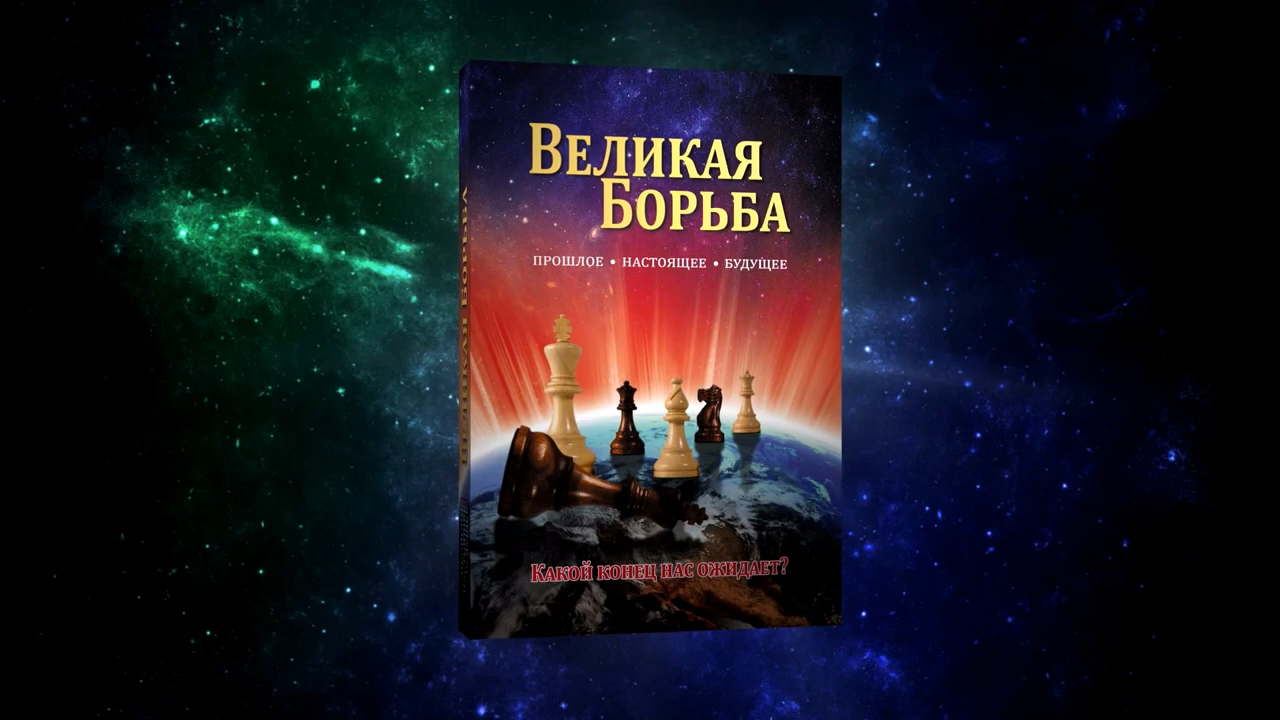 Великая
Борьба
ПРОШЛОЕ • НАСТОЯЩЕЕ • БУДУЩЕЕ
Какой конец нас ожидает?